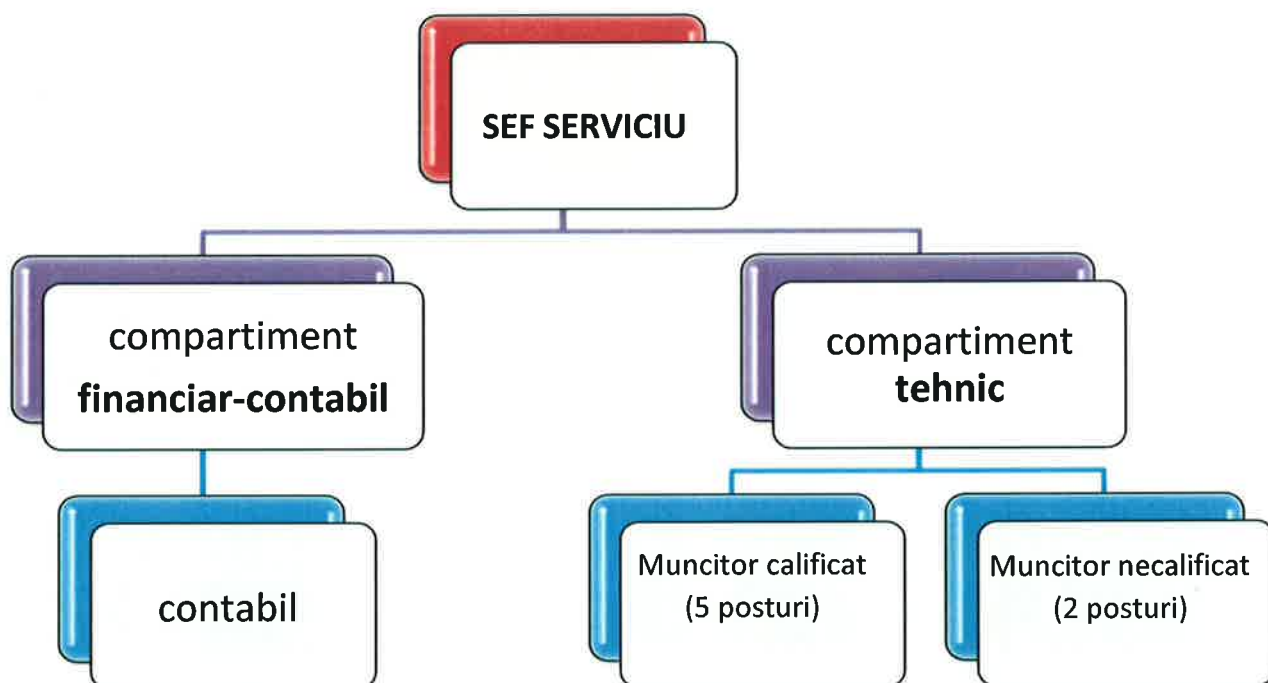 SEF SERVICIU
compartiment
financiar-contabil
compartiment
tehnic
contabil
Muncitor calificat
(5 posturi)
Muncitor necalificat
(2 posturi)